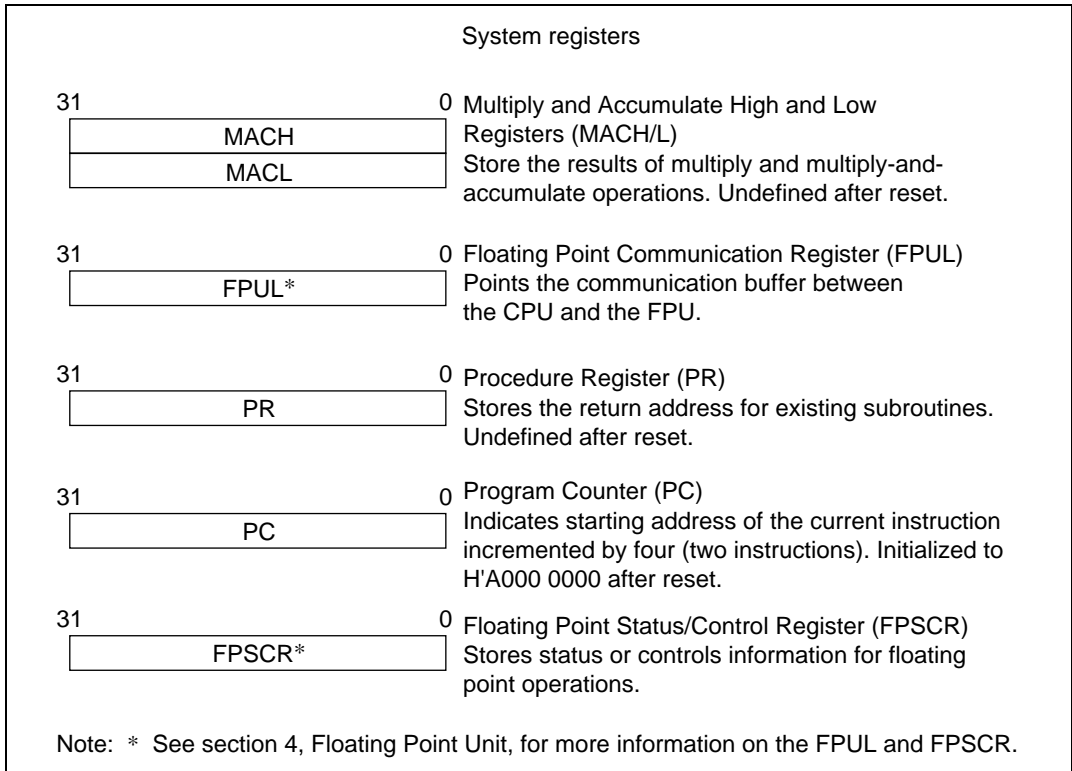 System registers
31 0 Multiply and Accumulate High and Low
MACH Registers (MACH/L)
MACL Store the results of multiply and multiply-and-
accumulate operations. Undefined after reset.
31 0 Floating Point Communication Register (FPUL)
FPUL* Points the communication buffer between
the CPU and the FPU.
31 0 Procedure Register (PR)
PR Stores the return address for existing subroutines.
Undefined after reset.
31 0 Program Counter (PC)
PC Indicates starting address of the current instruction
incremented by four (two instructions). Initialized to
H'A000 0000 after reset.
31 0 Floating Point Status/Control Register (FPSCR)
FPSCR* Stores status or controls information for floating
point operations.
Note: * See section 4, Floating Point Unit, for more information on the FPUL and FPSCR.